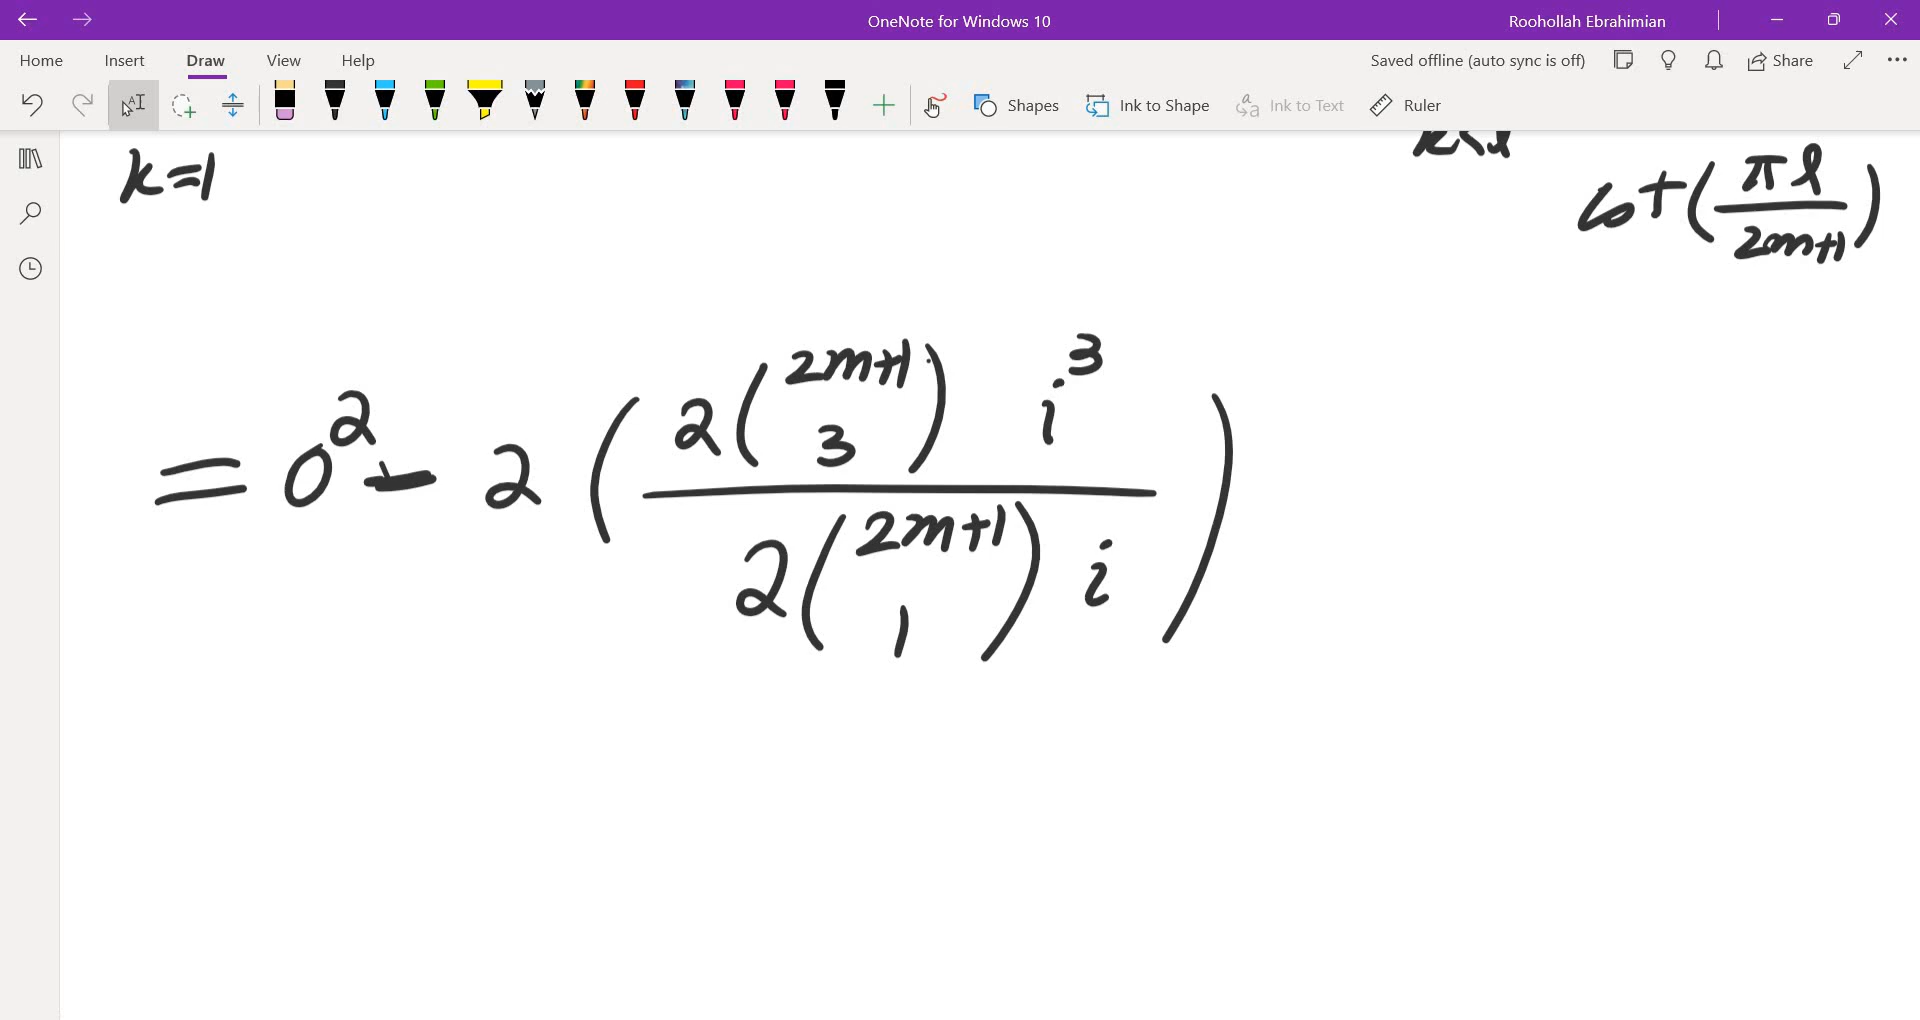 OneNote for Windows 10
Roohollah Ebrahimian
Home Insert Draw View Help
Saved offline (auto sync is off) Share
Shapes Ink to Shape Ink to Text Ruler
k<l
k=1
cot(πl/(2m+1))
= 0² - 2 ( 2(2m+1 3) i³ / 2(2m+1 1) i )